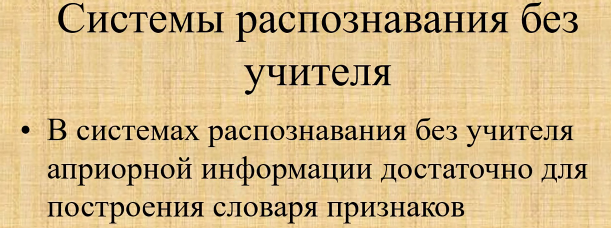 Системы распознавания без
учителя
• В системах распознавания без учителя
априорной информации достаточно для
построения словаря признаков